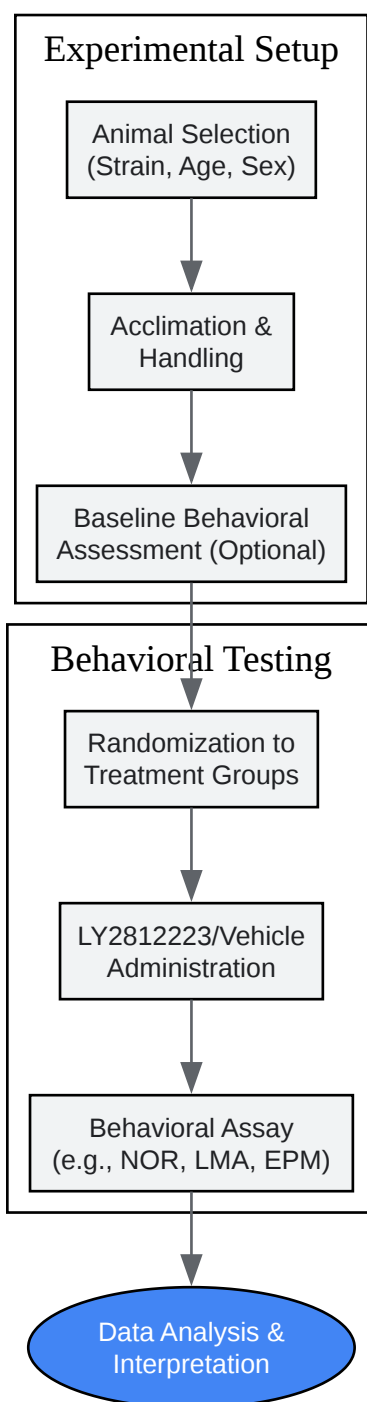 Experimental Setup
Animal Selection
(Strain, Age, Sex)
Acclimation &
Handling
Baseline Behavioral
Assessment (Optional)
Behavioral Testing
Randomization to
Treatment Groups
LY2812223/Vehicle
Administration
Behavioral Assay
(e.g., NOR, LMA, EPM)
Data Analysis &
Interpretation